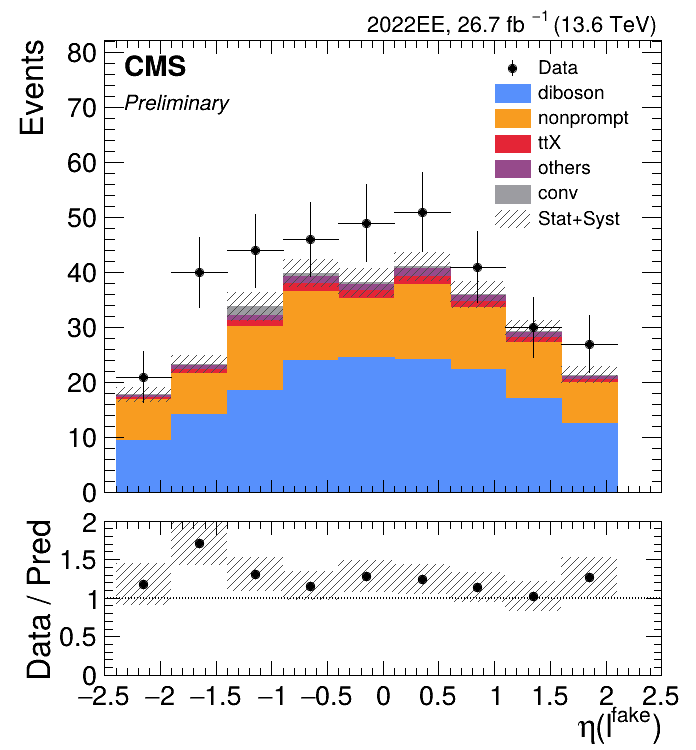 2022EE, 26.7 fb ⁻¹ (13.6 TeV)
Events
80
70
60
50
40
30
20
10
0
CMS
Preliminary
Data
diboson
nonprompt
ttX
others
conv
Stat+Syst
Data / Pred
2
1.5
1
0.5
0
−2.5 −2 −1.5 −1 −0.5 0 0.5 1 1.5 2 2.5
η(l^fake)